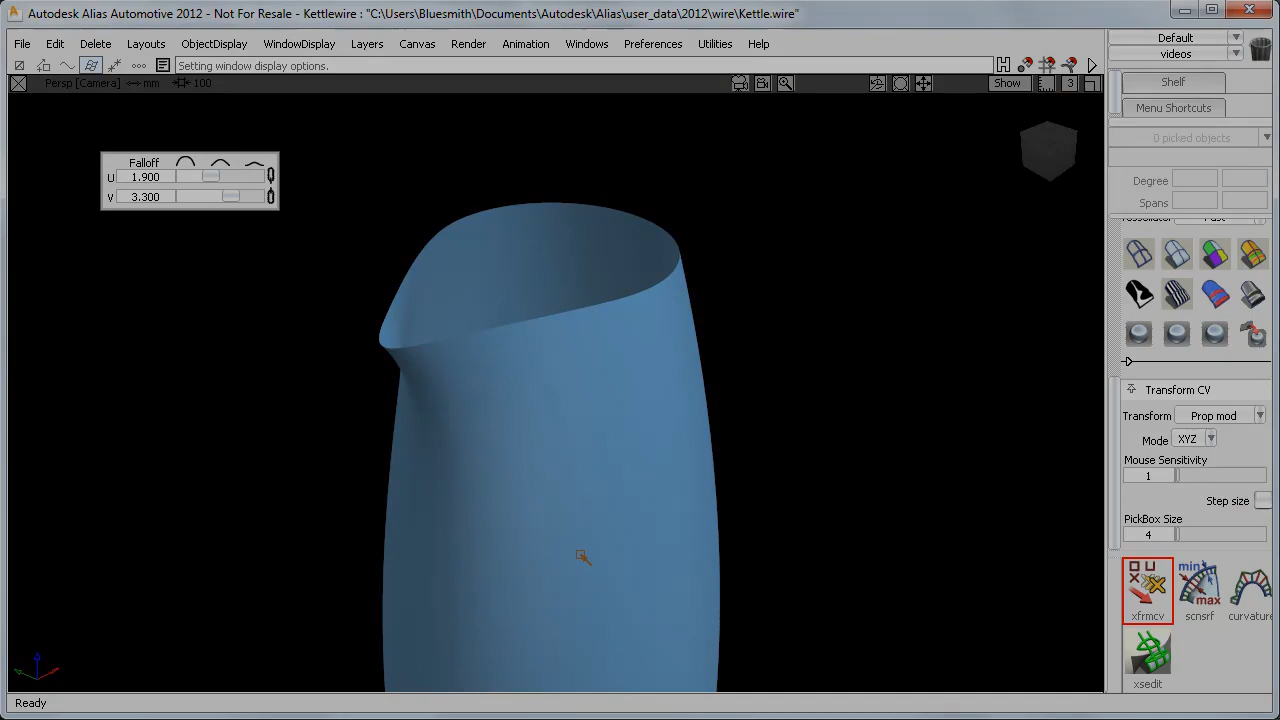 Autodesk Alias Automotive 2012 - Not For Resale - Kettlewire : "C:\Users\Bluesmith\Documents\Autodesk\Alias\user_data\2012\wire\Kettle.wire"
File Edit Delete Layouts ObjectDisplay WindowDisplay Layers Canvas Render Animation Windows Preferences Utilities Help
Default
videos
Setting window display options.
Persp [Camera] mm 100
Show
3
Shelf
Menu Shortcuts
0 picked objects
Degree
Spans
Falloff
U 1.900
V 3.300
Transform CV
Transform Prop mod
Mode XYZ
Mouse Sensitivity
1
Step size
PickBox Size
4
min
max
xfrmcv scnsrf curvature
xsedit
Ready